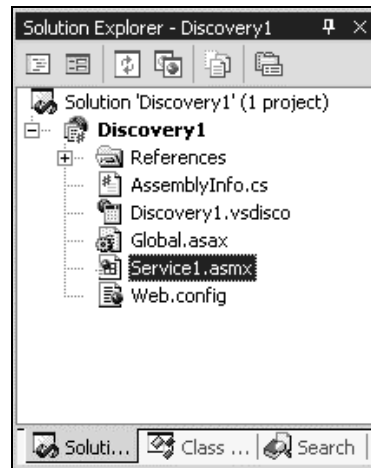 Solution Explorer - Discovery1
Solution 'Discovery1' (1 project)
Discovery1
References
AssemblyInfo.cs
Discovery1.vsdisco
Global.asax
Service1.asmx
Web.config
Soluti... Class ... Search